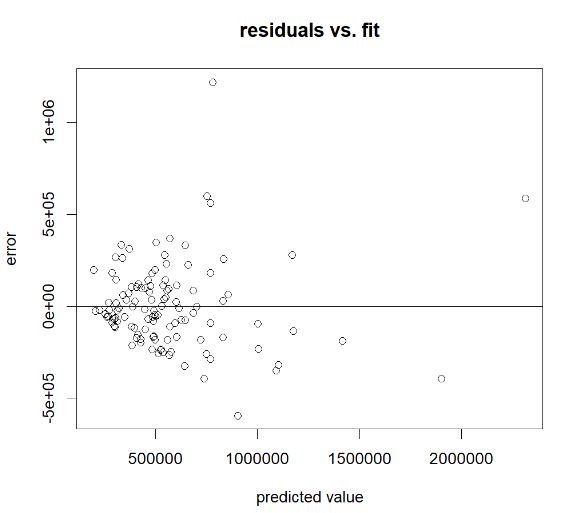 residuals vs. fit
error
1e+06
5e+05
0e+00
-5e+05
500000 1000000 1500000 2000000
predicted value